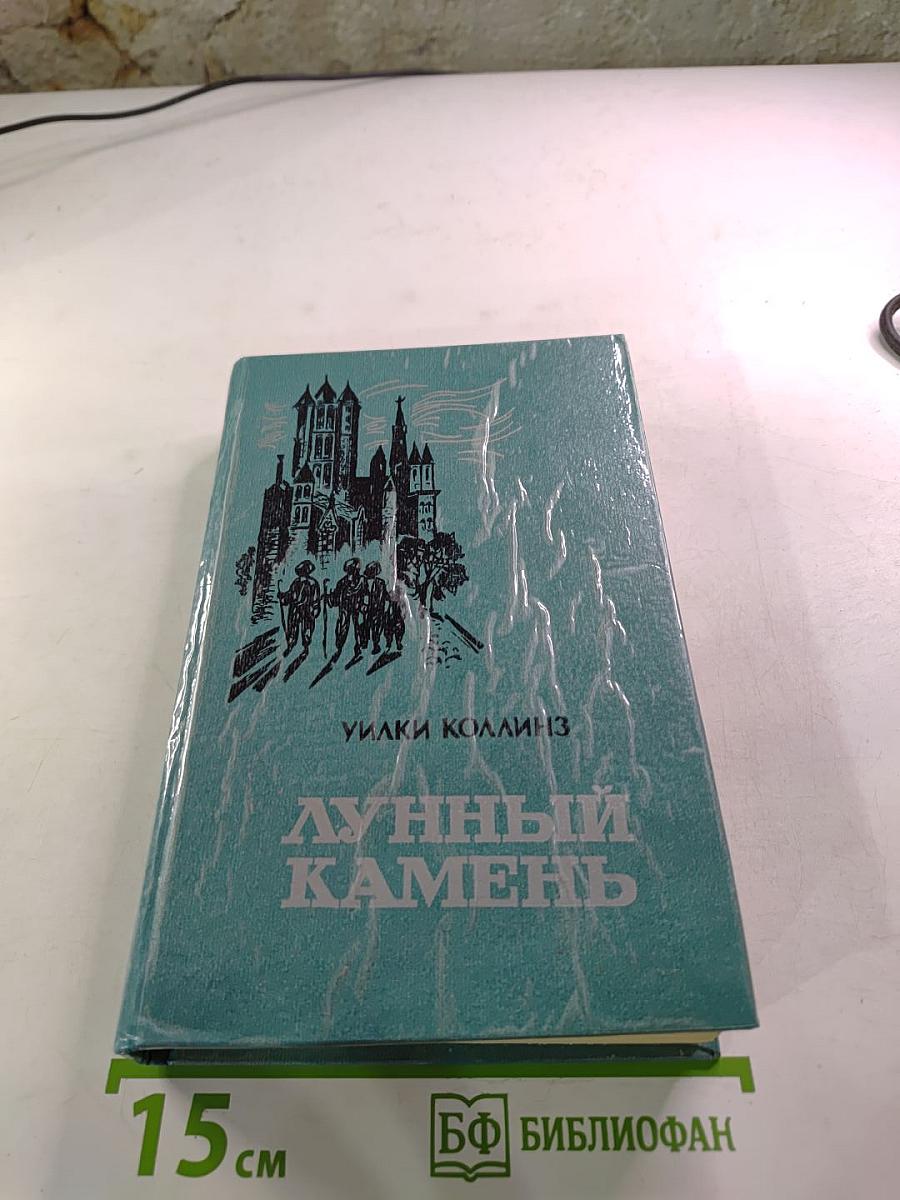 УИЛКИ КОЛЛИНЗ
ЛУННЫЙ
КАМЕНЬ
15 см
БФ БИБЛИОФАН